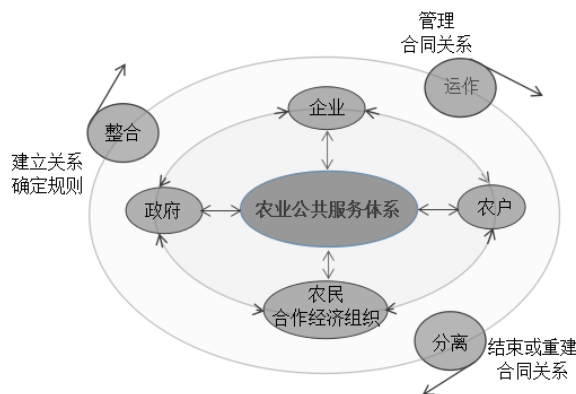 管理
合同关系
运作
企业
整合
建立关系
确定规则
政府
农业公共服务体系
农户
农民
合作经济组织
分离
结束或重建
合同关系